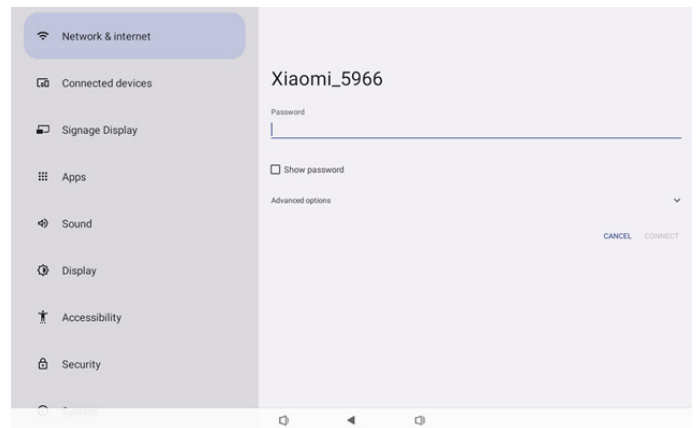 Network & internet
Connected devices
Signage Display
Apps
Sound
Display
Accessibility
Security
System
Xiaomi_5966
Password
Show password
Advanced options
CANCEL CONNECT